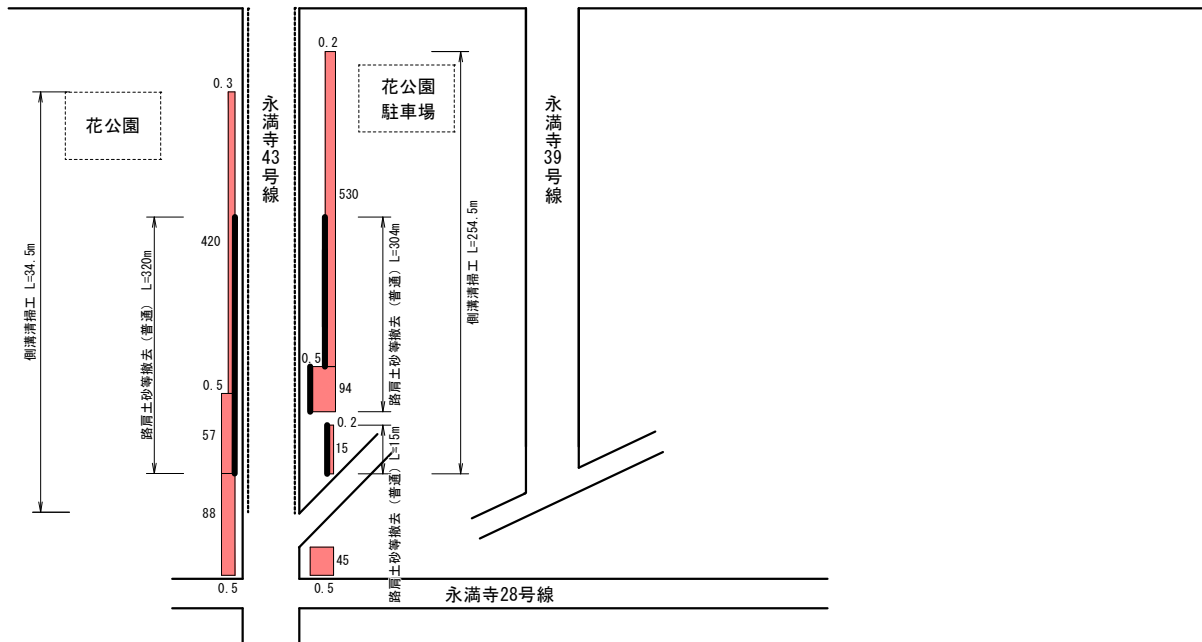 0.2
0.3
花公園
永満寺43号線
花公園
駐車場
永満寺39号線
530
420
側溝清掃工 L=34.5m
路肩土砂等撤去（普通） L=320m
路肩土砂等撤去（普通）L=304m
側溝清掃工 L=254.5m
0.5
94
0.5
57
0.2
15
路肩土砂等撤去（普通）L=15m
88
45
0.5
0.5
永満寺28号線